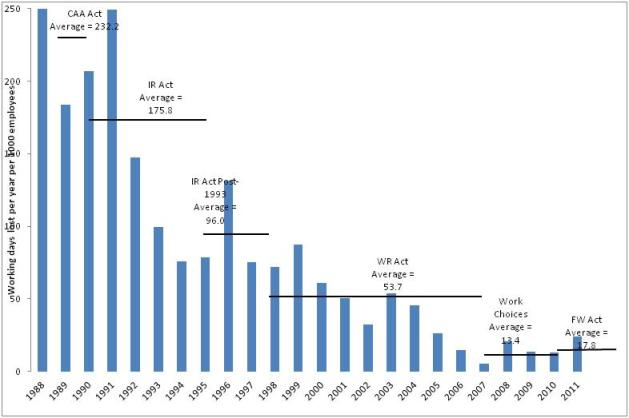 250
200
150
100
50
0
Working days lost per year per 1000 employees
CAA Act
Average = 232.2
IR Act
Average =
175.8
IR Act Post-
1993
Average =
96.0
WR Act
Average =
53.7
Work
Choices
Average =
13.4
FW Act
Average =
17.8
1988
1989
1990
1991
1992
1993
1994
1995
1996
1997
1998
1999
2000
2001
2002
2003
2004
2005
2006
2007
2008
2009
2010
2011